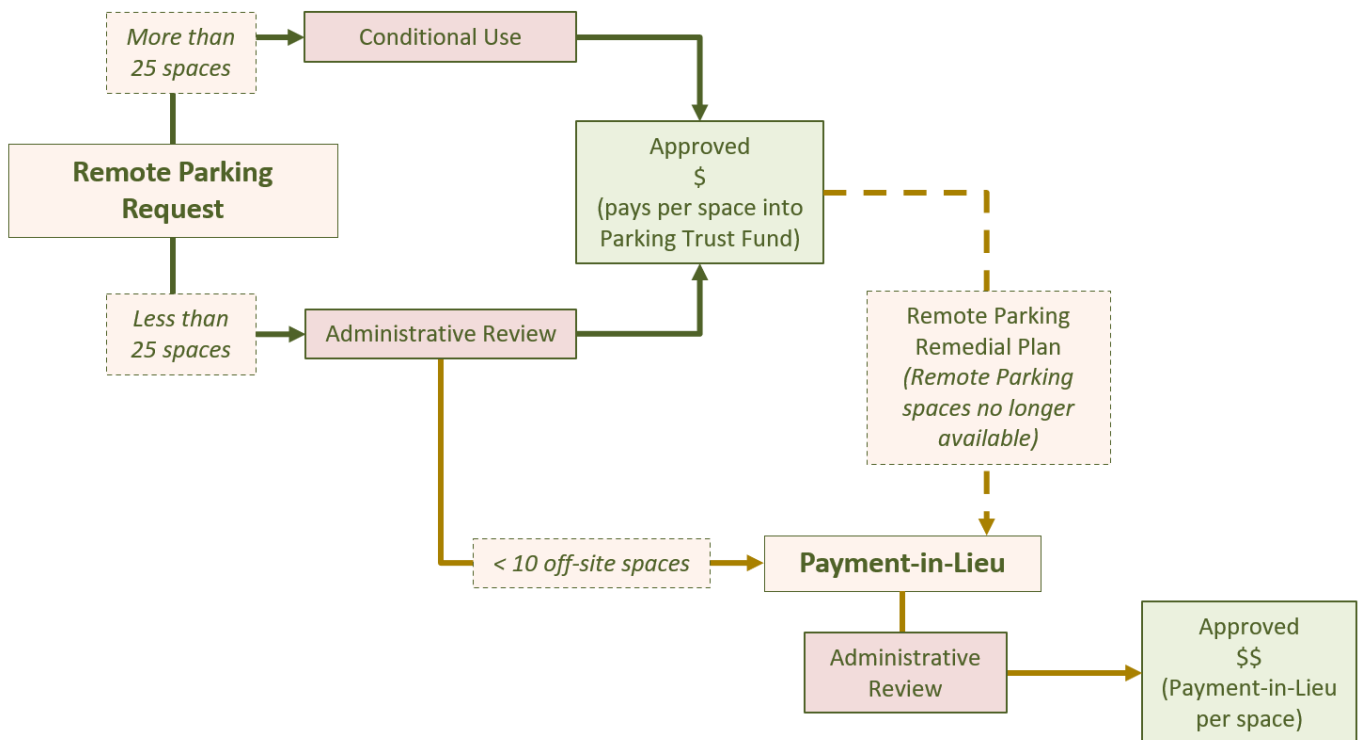 More than
25 spaces
Conditional Use
Remote Parking
Request
Approved
$
(pays per space into
Parking Trust Fund)
Less than
25 spaces
Administrative Review
Remote Parking
Remedial Plan
(Remote Parking
spaces no longer
available)
< 10 off-site spaces
Payment-in-Lieu
Administrative
Review
Approved
$$
(Payment-in-Lieu
per space)